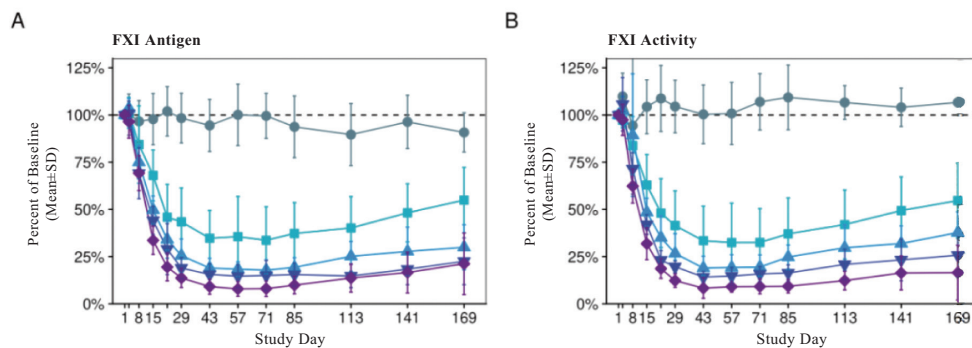 A
FXI Antigen
125%
100%
75%
50%
25%
0%
Percent of Baseline
(Mean±SD)
1 8 15 29 43 57 71 85 113 141 169
Study Day
B
FXI Activity
125%
100%
75%
50%
25%
0%
Percent of Baseline
(Mean±SD)
1 8 15 29 43 57 71 85 113 141 169
Study Day